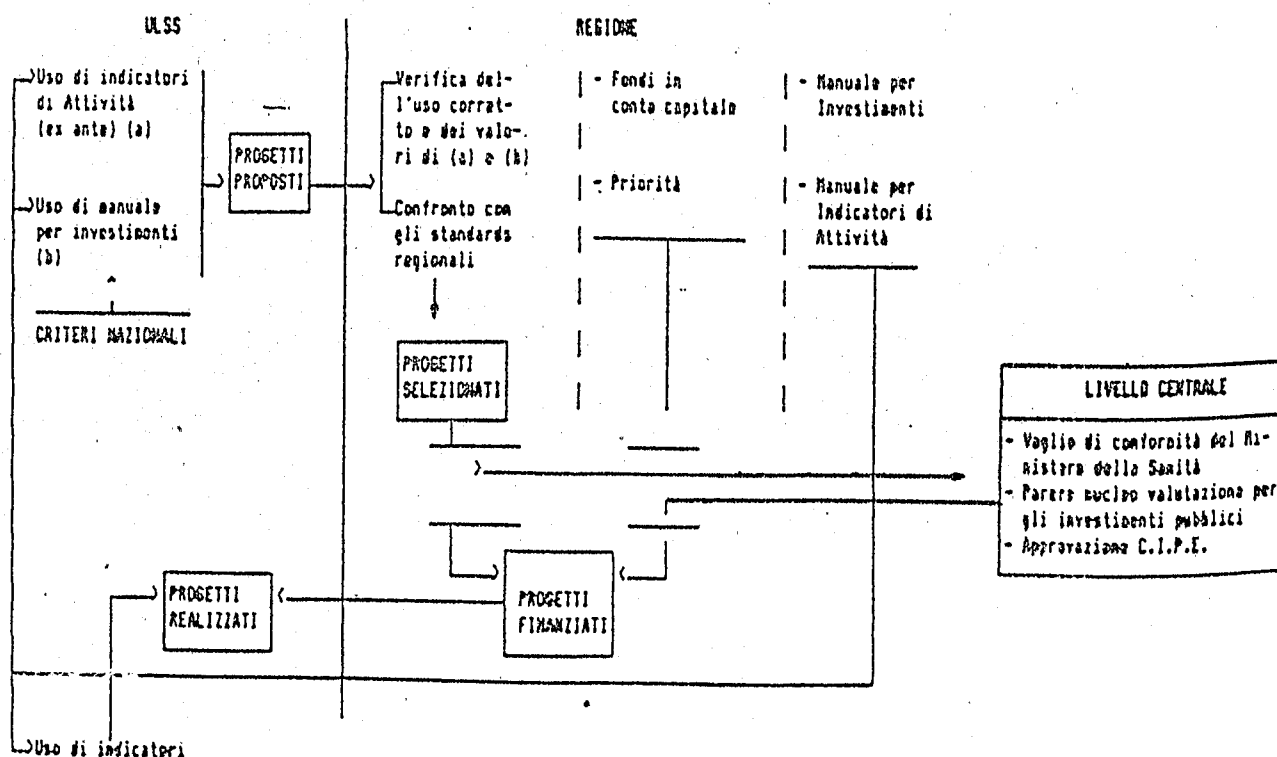 ULSS
REGIONE
Uso di indicatori
di Attività
(ex ante) (a)
Uso di manuale
per investimenti
(b)
CRITERI NAZIONALI
PROGETTI
PROPOSTI
Verifica del-
l'uso corret-
to e dei valo-
ri di (a) e (b)
Confronto con
gli standards
regionali
PROGETTI
SELEZIONATI
- Fondi in
conto capitale
- Priorità
- Manuale per
Investimenti
- Manuale per
Indicatori di
Attività
LIVELLO CENTRALE
- Vaglio di conformità del Mi-
nistero della Sanità
- Parere nucleo valutazione per
gli investimenti pubblici
- Approvazione C.I.P.E.
PROGETTI
REALIZZATI
PROGETTI
FINANZIATI
Uso di indicatori